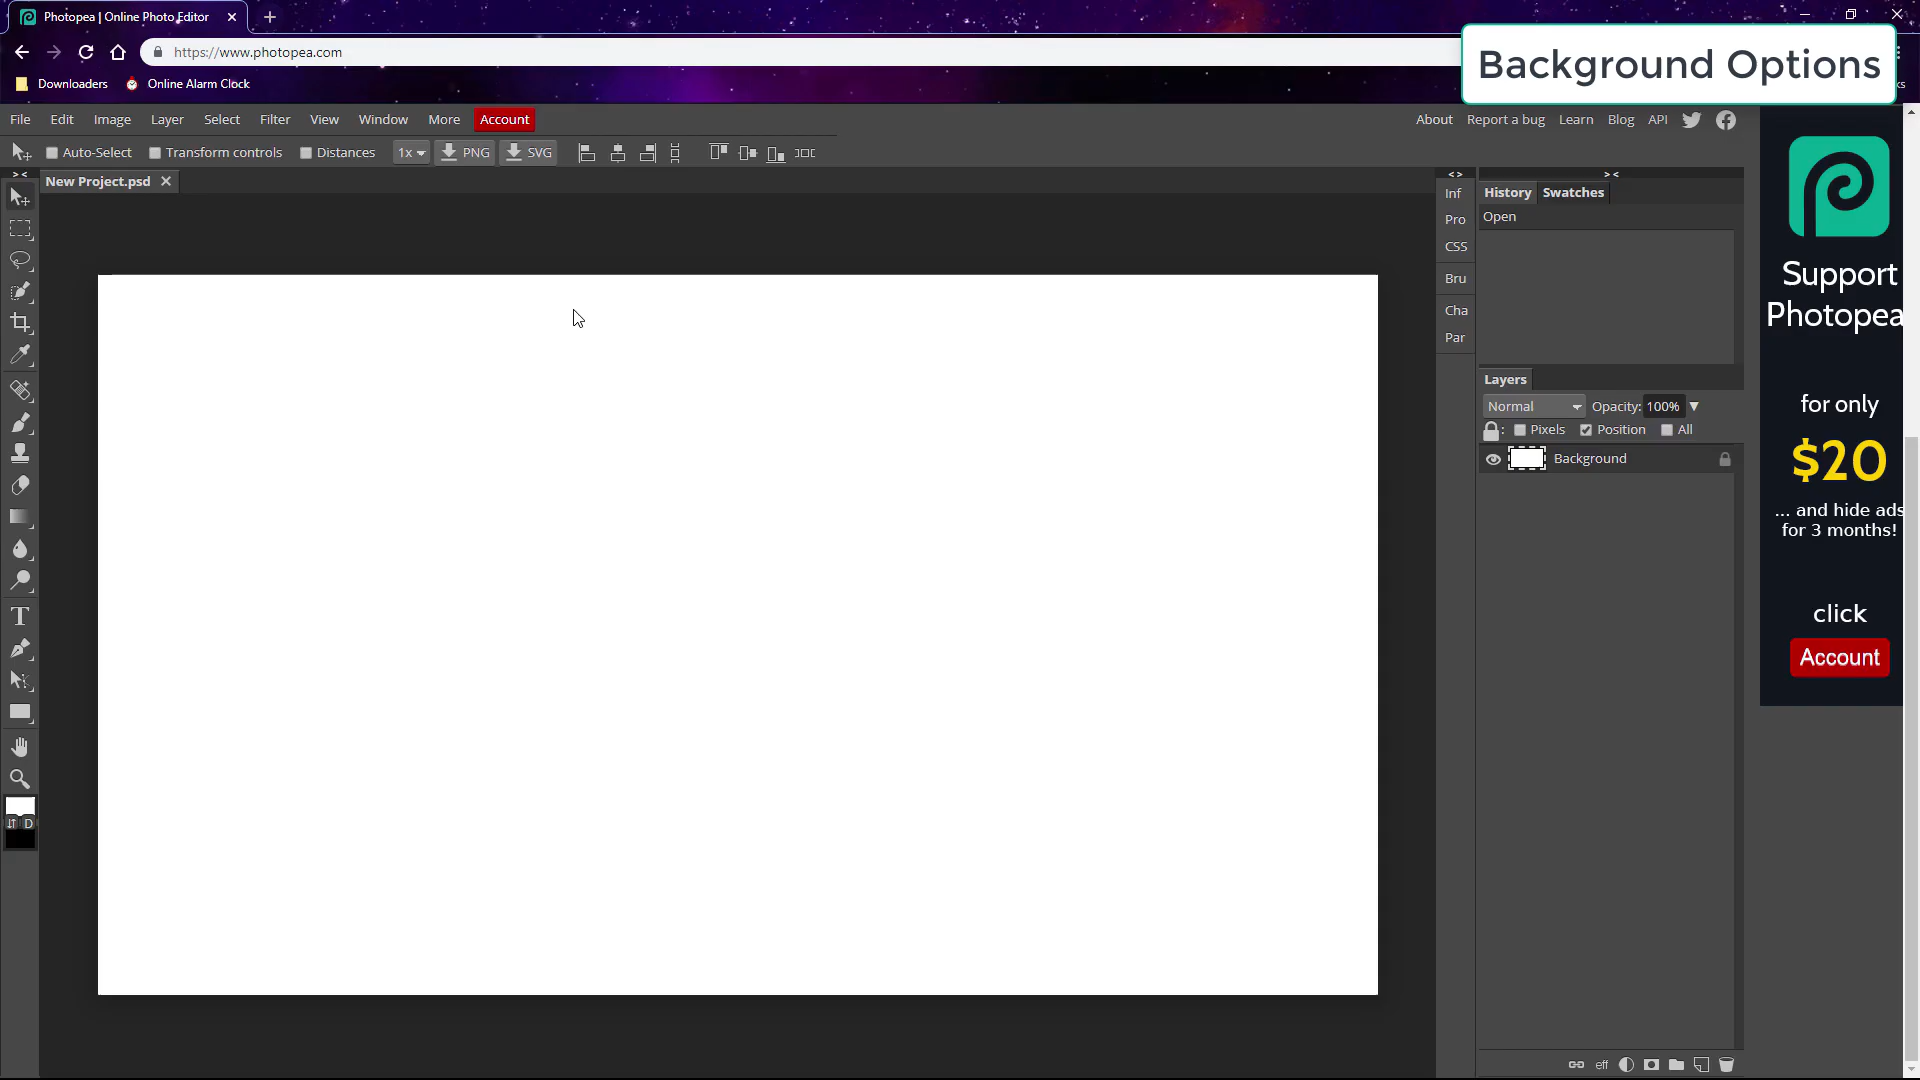 Photopea | Online Photo Editor
https://www.photopea.com
Background Options
Downloaders
Online Alarm Clock
File Edit Image Layer Select Filter View Window More Account
About Report a bug Learn Blog API
Auto-Select Transform controls Distances 1x PNG SVG
New Project.psd
Inf
Pro
CSS
Bru
Cha
Par
History Swatches
Open
Layers
Normal Opacity: 100%
: Pixels Position All
Background
eff
T
D
Support
Photopea
for only
$20
... and hide ads
for 3 months!
click
Account